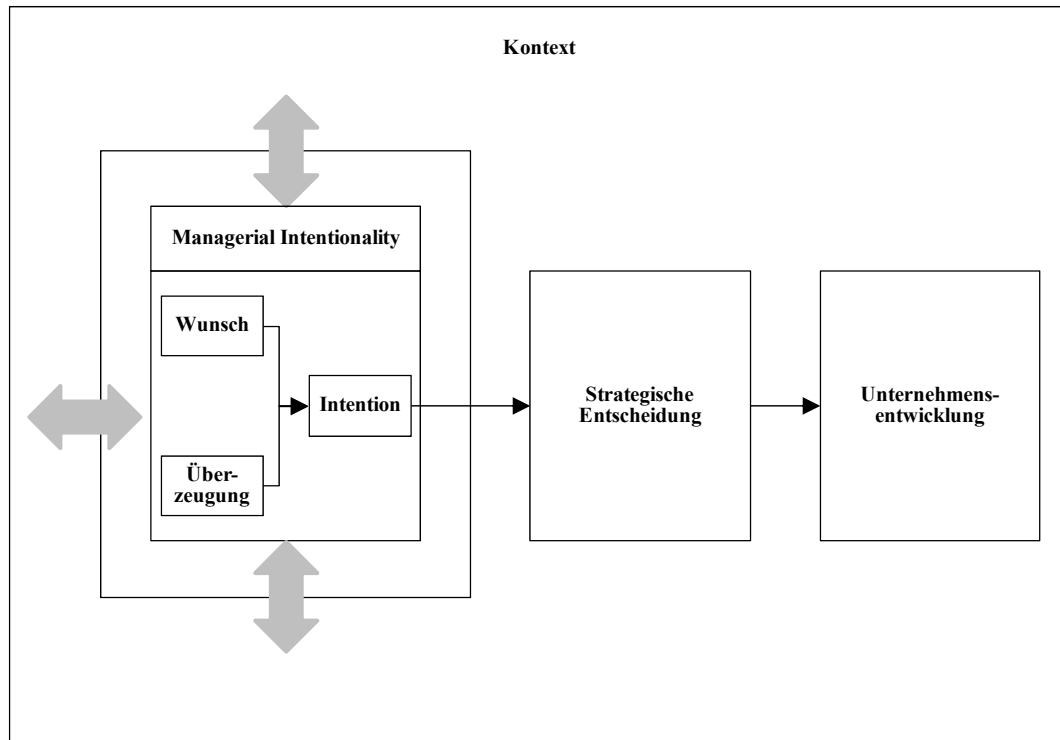 Kontext
Managerial Intentionality
Wunsch
Intention
Über-
zeugung
Strategische
Entscheidung
Unternehmens-
entwicklung